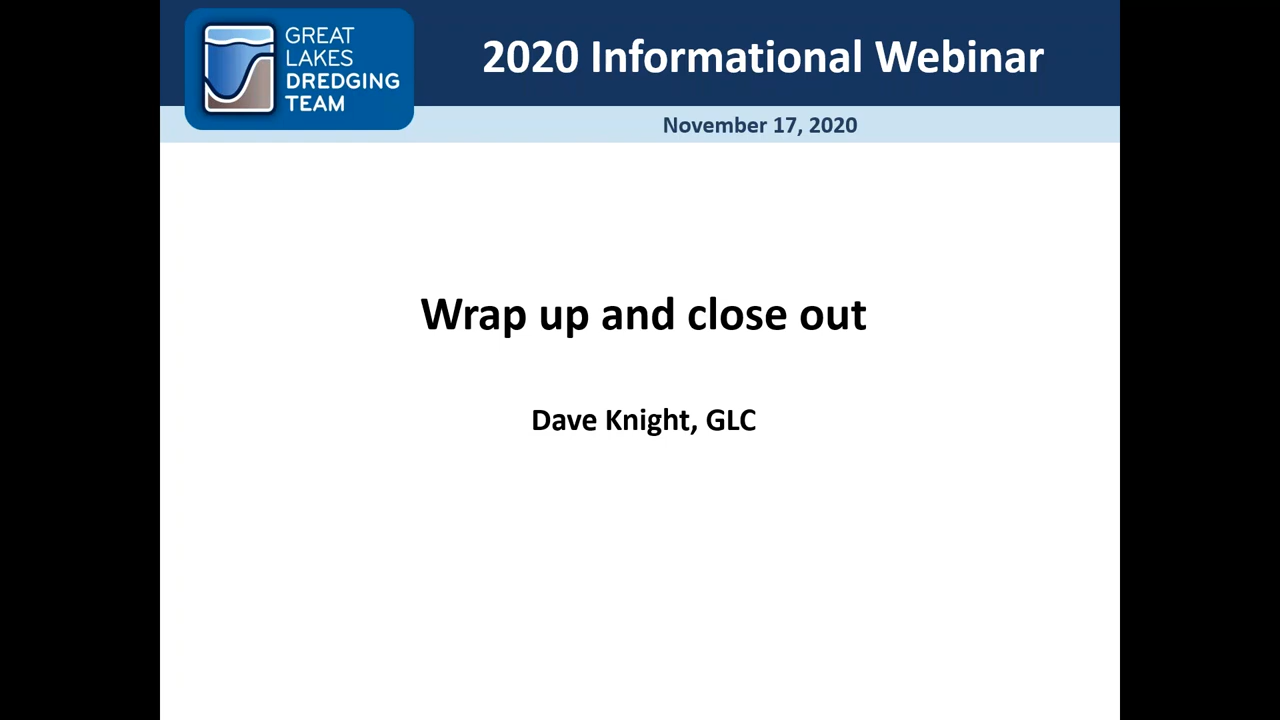 GREAT
LAKES
DREDGING
TEAM
2020 Informational Webinar
November 17, 2020
Wrap up and close out
Dave Knight, GLC